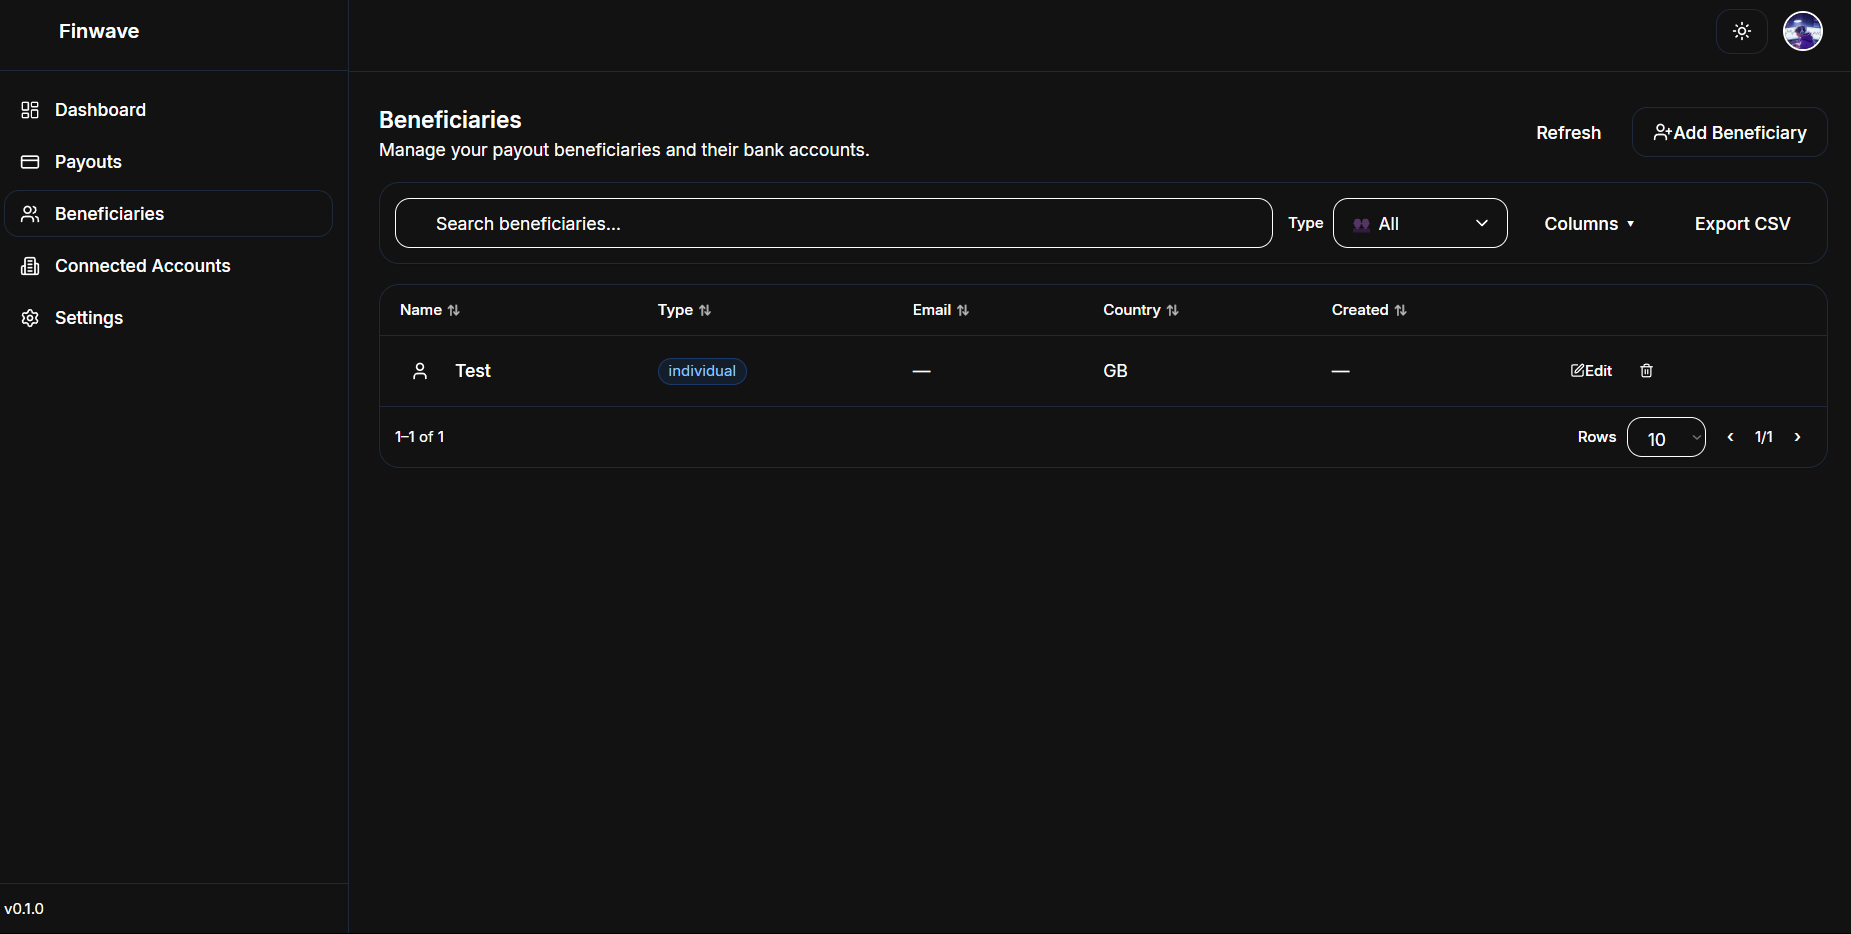 Finwave
Dashboard
Payouts
Beneficiaries
Connected Accounts
Settings
v0.1.0
Beneficiaries
Manage your payout beneficiaries and their bank accounts.
Refresh
Add Beneficiary
Search beneficiaries...
Type
All
Columns ▼
Export CSV
Name Type Email Country Created
Test individual — GB — Edit
1–1 of 1
Rows 10 ‹ 1/1 ›